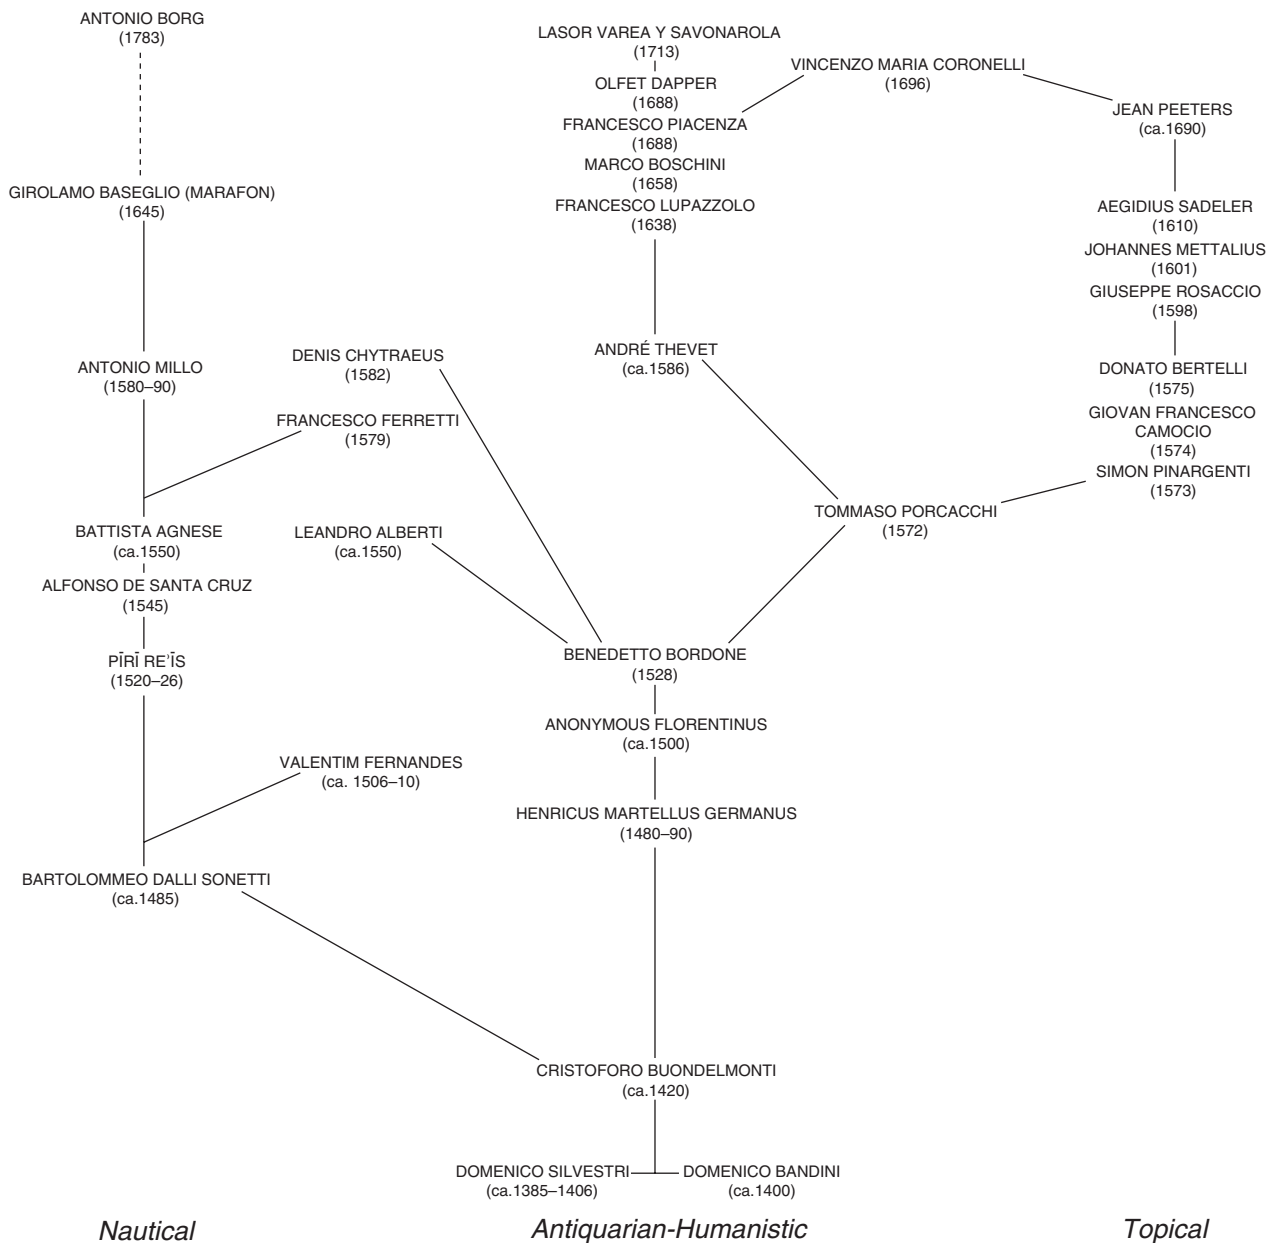 ANTONIO BORG
(1783)
LASOR VAREA Y SAVONAROLA
(1713)
VINCENZO MARIA CORONELLI
(1696)
OLFET DAPPER
(1688)
JEAN PEETERS
(ca.1690)
FRANCESCO PIACENZA
(1688)
MARCO BOSCHINI
(1658)
GIROLAMO BASEGLIO (MARAFON)
(1645)
FRANCESCO LUPAZZOLO
(1638)
AEGIDIUS SADELER
(1610)
JOHANNES METTALIUS
(1601)
GIUSEPPE ROSACCIO
(1598)
ANTONIO MILLO
(1580–90)
DENIS CHYTRAEUS
(1582)
ANDRÉ THEVET
(ca.1586)
DONATO BERTELLI
(1575)
FRANCESCO FERRETTI
(1579)
GIOVAN FRANCESCO
CAMOCIO
(1574)
SIMON PINARGENTI
(1573)
BATTISTA AGNESE
(ca.1550)
LEANDRO ALBERTI
(ca.1550)
TOMMASO PORCACCHI
(1572)
ALFONSO DE SANTA CRUZ
(1545)
PĪRĪ REʾĪS
(1520–26)
BENEDETTO BORDONE
(1528)
ANONYMOUS FLORENTINUS
(ca.1500)
VALENTIM FERNANDES
(ca. 1506–10)
HENRICUS MARTELLUS GERMANUS
(1480–90)
BARTOLOMMEO DALLI SONETTI
(ca.1485)
CRISTOFORO BUONDELMONTI
(ca.1420)
DOMENICO SILVESTRI
(ca.1385–1406)
DOMENICO BANDINI
(ca.1400)
Nautical
Antiquarian-Humanistic
Topical